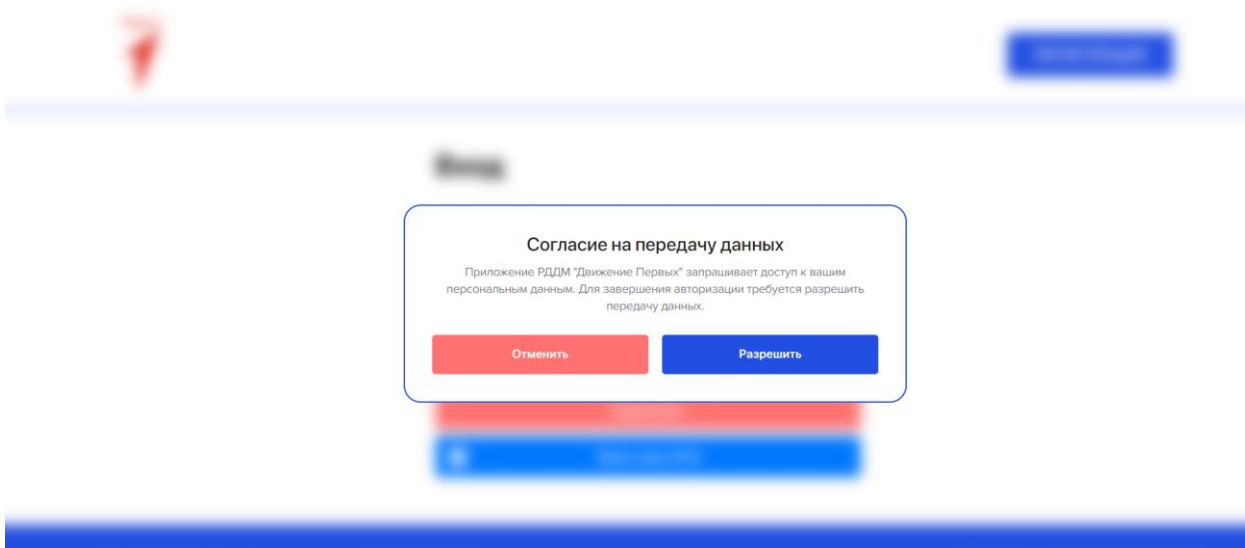 Вход
Согласие на передачу данных
Приложение РДДМ "Движение Первых" запрашивает доступ к вашим
персональным данным. Для завершения авторизации требуется разрешить
передачу данных.
Отменить
Разрешить